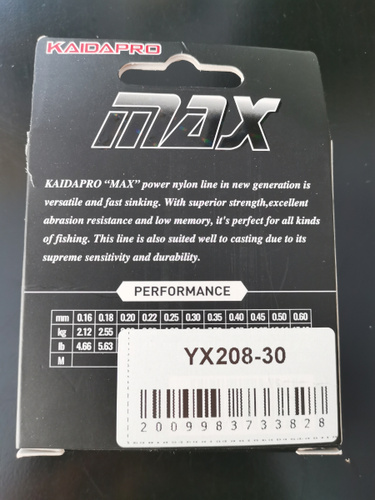 KAIDAPRO
MAX
KAIDAPRO “MAX” power nylon line in new generation is
versatile and fast sinking. With superior strength,excellent
abrasion resistance and low memory, it's perfect for all kinds
of fishing. This line is also suited well to casting due to its
supreme sensitivity and durability.
PERFORMANCE
mm 0.16 0.18 0.20 0.22 0.25 0.30 0.35 0.40 0.45 0.50 0.60
kg 2.12 2.55
lb 4.66 5.63
M
YX208-30
2009983733828